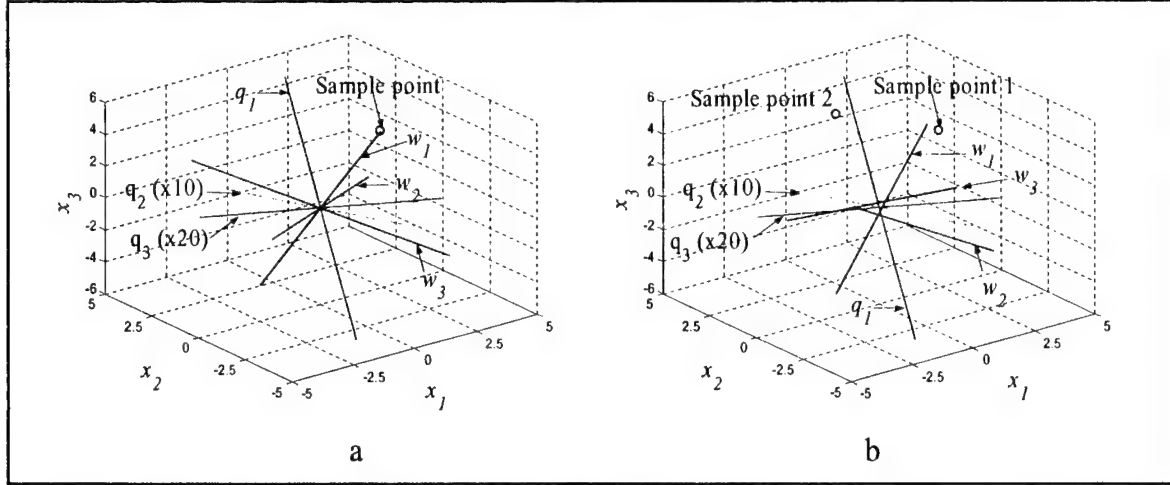 Sample point
q1
w1
w2
q2 (x10)
q3 (x20)
w3
x3
6
4
2
0
-2
-4
-6
5
2.5
0
-2.5
-5
x2
-5
-2.5
0
2.5
5
x1
a
Sample point 2
Sample point 1
w1
w3
q2 (x10)
q3 (x20)
w2
q1
x3
6
4
2
0
-2
-4
-6
5
2.5
0
-2.5
-5
x2
-5
-2.5
0
2.5
5
x1
b